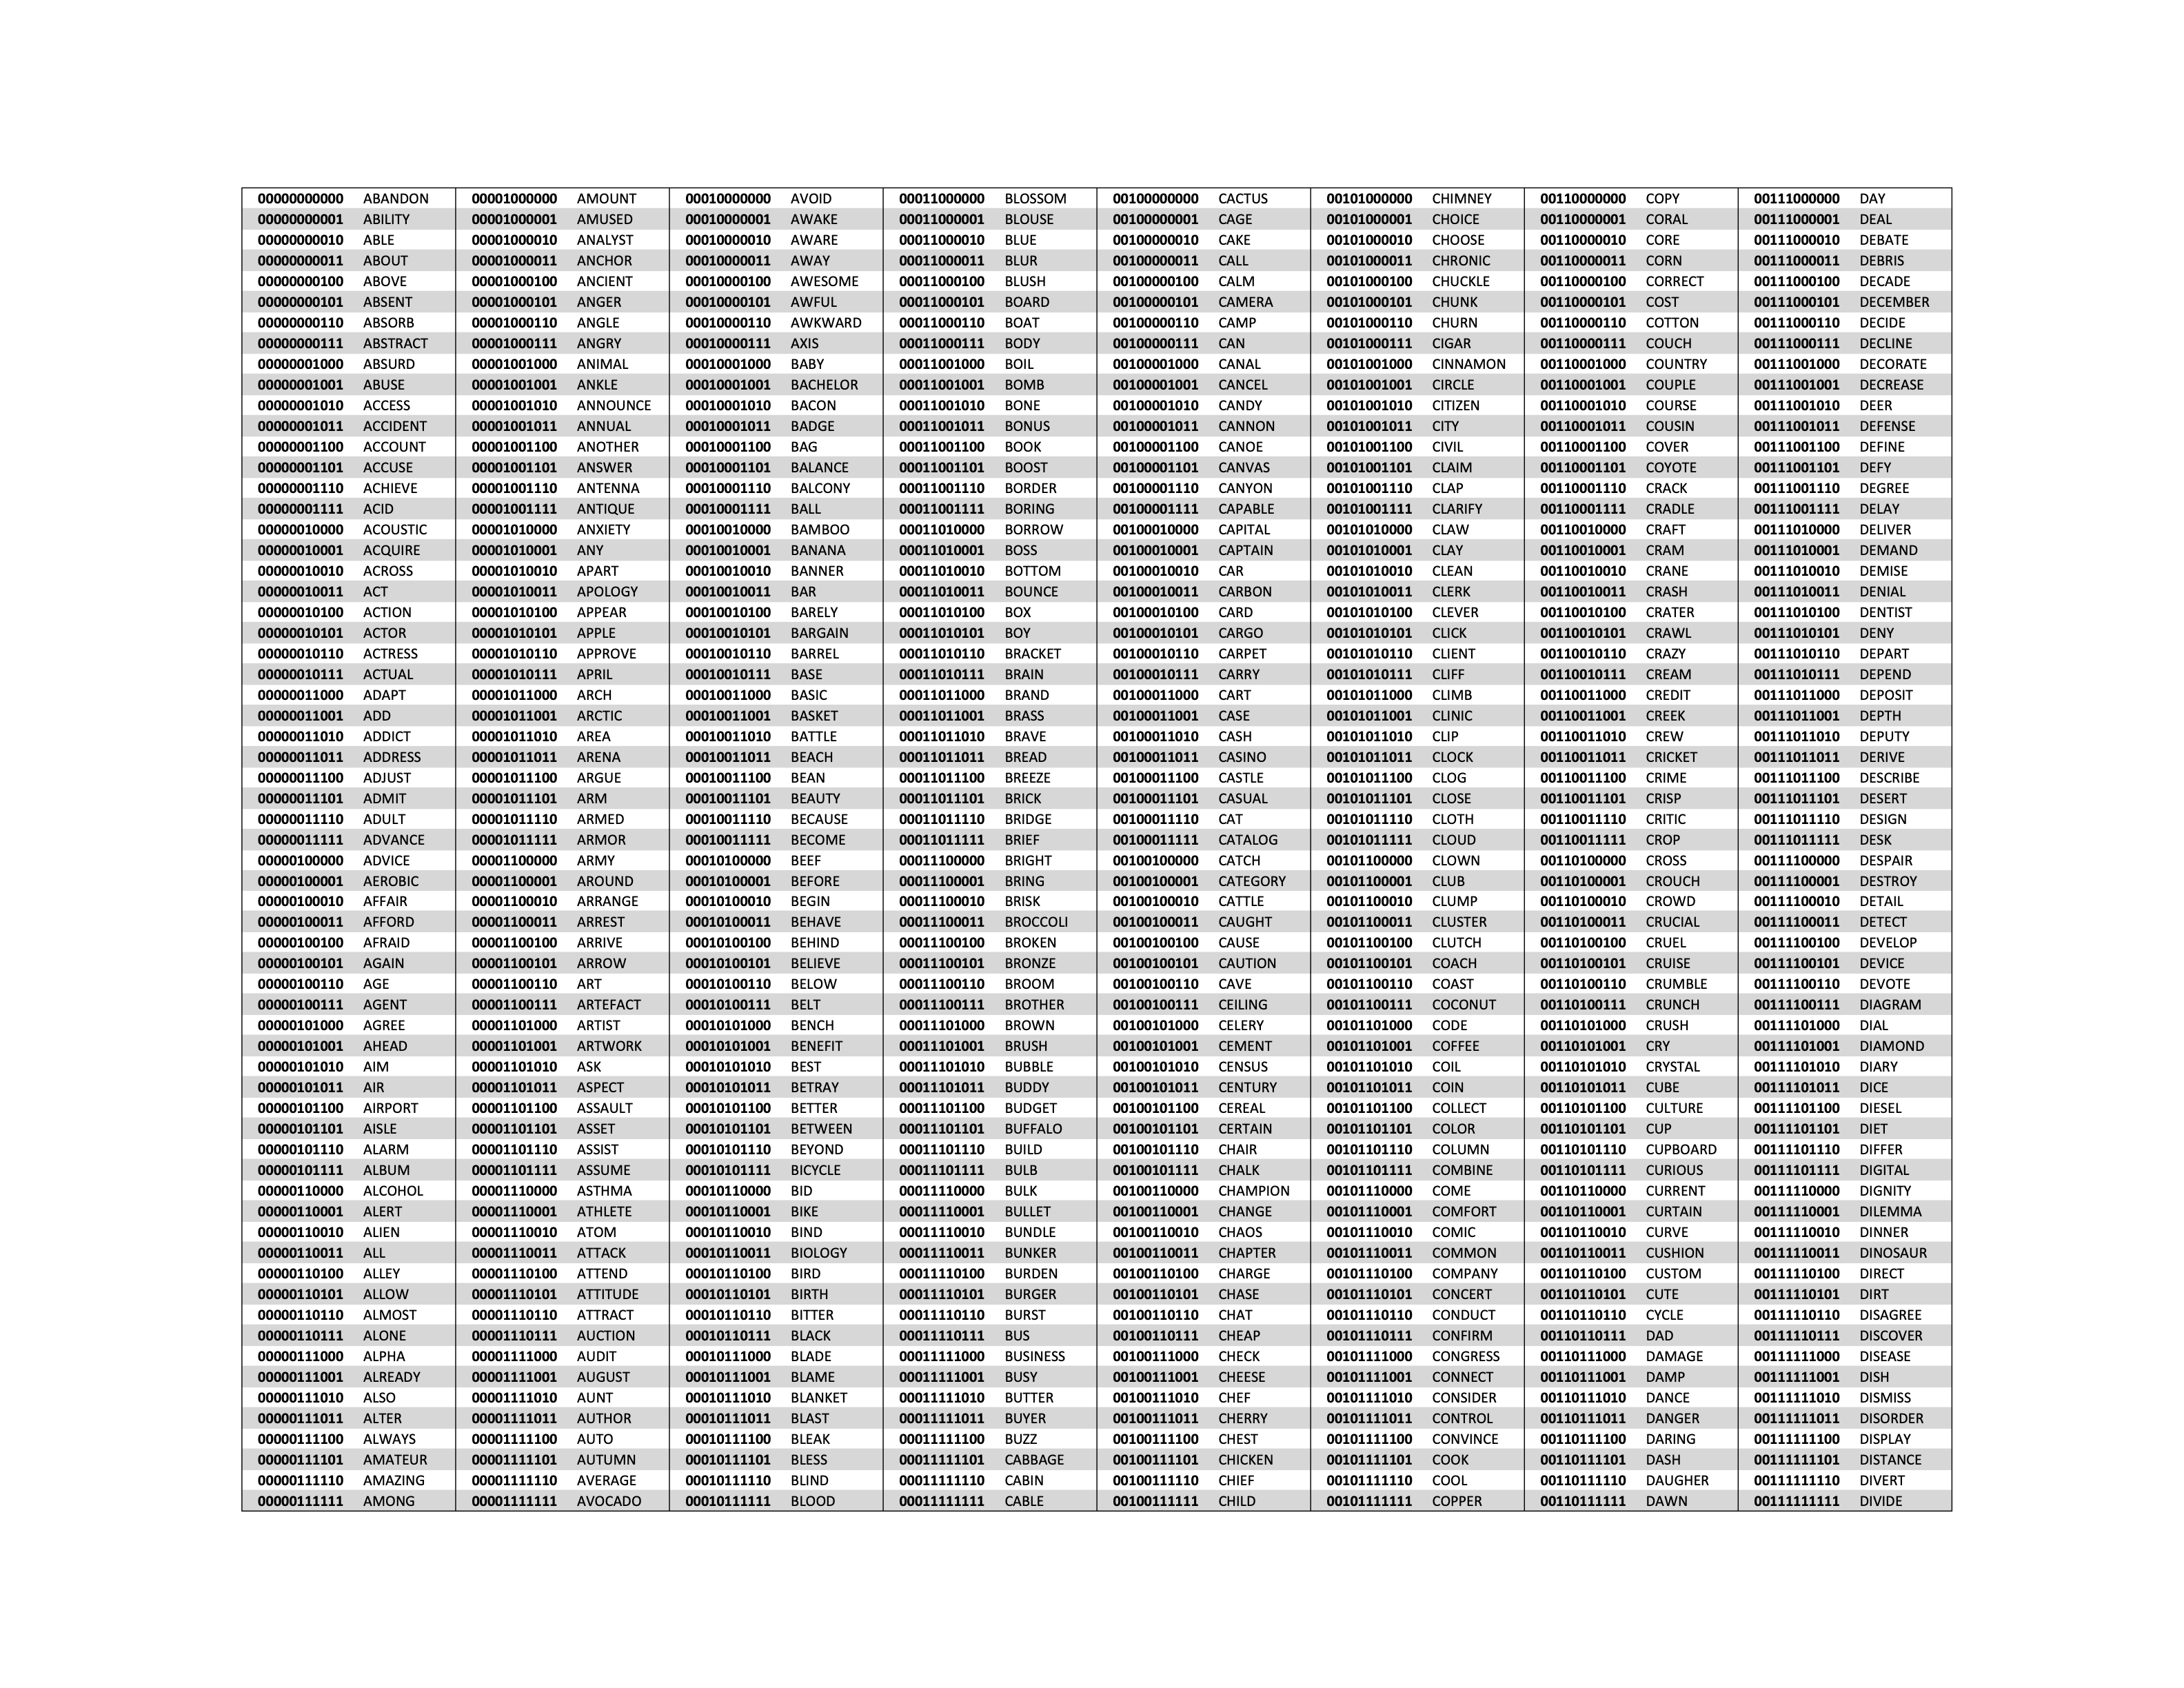 00000000000 ABANDON 00001000000 AMOUNT 00010000000 AVOID 00011000000 BLOSSOM 00100000000 CACTUS 00101000000 CHIMNEY 00110000000 COPY 00111000000 DAY
00000000001 ABILITY 00001000001 AMUSED 00010000001 AWAKE 00011000001 BLOUSE 00100000001 CAGE 00101000001 CHOICE 00110000001 CORAL 00111000001 DEAL
00000000010 ABLE 00001000010 ANALYST 00010000010 AWARE 00011000010 BLUE 00100000010 CAKE 00101000010 CHOOSE 00110000010 CORE 00111000010 DEBATE
00000000011 ABOUT 00001000011 ANCHOR 00010000011 AWAY 00011000011 BLUR 00100000011 CALL 00101000011 CHRONIC 00110000011 CORN 00111000011 DEBRIS
00000000100 ABOVE 00001000100 ANCIENT 00010000100 AWESOME 00011000100 BLUSH 00100000100 CALM 00101000100 CHUCKLE 00110000100 CORRECT 00111000100 DECADE
00000000101 ABSENT 00001000101 ANGER 00010000101 AWFUL 00011000101 BOARD 00100000101 CAMERA 00101000101 CHUNK 00110000101 COST 00111000101 DECEMBER
00000000110 ABSORB 00001000110 ANGLE 00010000110 AWKWARD 00011000110 BOAT 00100000110 CAMP 00101000110 CHURN 00110000110 COTTON 00111000110 DECIDE
00000000111 ABSTRACT 00001000111 ANGRY 00010000111 AXIS 00011000111 BODY 00100000111 CAN 00101000111 CIGAR 00110000111 COUCH 00111000111 DECLINE
00000001000 ABSURD 00001001000 ANIMAL 00010001000 BABY 00011001000 BOIL 00100001000 CANAL 00101001000 CINNAMON 00110001000 COUNTRY 00111001000 DECORATE
00000001001 ABUSE 00001001001 ANKLE 00010001001 BACHELOR 00011001001 BOMB 00100001001 CANCEL 00101001001 CIRCLE 00110001001 COUPLE 00111001001 DECREASE
00000001010 ACCESS 00001001010 ANNOUNCE 00010001010 BACON 00011001010 BONE 00100001010 CANDY 00101001010 CITIZEN 00110001010 COURSE 00111001010 DEER
00000001011 ACCIDENT 00001001011 ANNUAL 00010001011 BADGE 00011001011 BONUS 00100001011 CANNON 00101001011 CITY 00110001011 COUSIN 00111001011 DEFENSE
00000001100 ACCOUNT 00001001100 ANOTHER 00010001100 BAG 00011001100 BOOK 00100001100 CANOE 00101001100 CIVIL 00110001100 COVER 00111001100 DEFINE
00000001101 ACCUSE 00001001101 ANSWER 00010001101 BALANCE 00011001101 BOOST 00100001101 CANVAS 00101001101 CLAIM 00110001101 COYOTE 00111001101 DEFY
00000001110 ACHIEVE 00001001110 ANTENNA 00010001110 BALCONY 00011001110 BORDER 00100001110 CANYON 00101001110 CLAP 00110001110 CRACK 00111001110 DEGREE
00000001111 ACID 00001001111 ANTIQUE 00010001111 BALL 00011001111 BORING 00100001111 CAPABLE 00101001111 CLARIFY 00110001111 CRADLE 00111001111 DELAY
00000010000 ACOUSTIC 00001010000 ANXIETY 00010010000 BAMBOO 00011010000 BORROW 00100010000 CAPITAL 00101010000 CLAW 00110010000 CRAFT 00111010000 DELIVER
00000010001 ACQUIRE 00001010001 ANY 00010010001 BANANA 00011010001 BOSS 00100010001 CAPTAIN 00101010001 CLAY 00110010001 CRAM 00111010001 DEMAND
00000010010 ACROSS 00001010010 APART 00010010010 BANNER 00011010010 BOTTOM 00100010010 CAR 00101010010 CLEAN 00110010010 CRANE 00111010010 DEMISE
00000010011 ACT 00001010011 APOLOGY 00010010011 BAR 00011010011 BOUNCE 00100010011 CARBON 00101010011 CLERK 00110010011 CRASH 00111010011 DENIAL
00000010100 ACTION 00001010100 APPEAR 00010010100 BARELY 00011010100 BOX 00100010100 CARD 00101010100 CLEVER 00110010100 CRATER 00111010100 DENTIST
00000010101 ACTOR 00001010101 APPLE 00010010101 BARGAIN 00011010101 BOY 00100010101 CARGO 00101010101 CLICK 00110010101 CRAWL 00111010101 DENY
00000010110 ACTRESS 00001010110 APPROVE 00010010110 BARREL 00011010110 BRACKET 00100010110 CARPET 00101010110 CLIENT 00110010110 CRAZY 00111010110 DEPART
00000010111 ACTUAL 00001010111 APRIL 00010010111 BASE 00011010111 BRAIN 00100010111 CARRY 00101010111 CLIFF 00110010111 CREAM 00111010111 DEPEND
00000011000 ADAPT 00001011000 ARCH 00010011000 BASIC 00011011000 BRAND 00100011000 CART 00101011000 CLIMB 00110011000 CREDIT 00111011000 DEPOSIT
00000011001 ADD 00001011001 ARCTIC 00010011001 BASKET 00011011001 BRASS 00100011001 CASE 00101011001 CLINIC 00110011001 CREEK 00111011001 DEPTH
00000011010 ADDICT 00001011010 AREA 00010011010 BATTLE 00011011010 BRAVE 00100011010 CASH 00101011010 CLIP 00110011010 CREW 00111011010 DEPUTY
00000011011 ADDRESS 00001011011 ARENA 00010011011 BEACH 00011011011 BREAD 00100011011 CASINO 00101011011 CLOCK 00110011011 CRICKET 00111011011 DERIVE
00000011100 ADJUST 00001011100 ARGUE 00010011100 BEAN 00011011100 BREEZE 00100011100 CASTLE 00101011100 CLOG 00110011100 CRIME 00111011100 DESCRIBE
00000011101 ADMIT 00001011101 ARM 00010011101 BEAUTY 00011011101 BRICK 00100011101 CASUAL 00101011101 CLOSE 00110011101 CRISP 00111011101 DESERT
00000011110 ADULT 00001011110 ARMED 00010011110 BECAUSE 00011011110 BRIDGE 00100011110 CAT 00101011110 CLOTH 00110011110 CRITIC 00111011110 DESIGN
00000011111 ADVANCE 00001011111 ARMOR 00010011111 BECOME 00011011111 BRIEF 00100011111 CATALOG 00101011111 CLOUD 00110011111 CROP 00111011111 DESK
00000100000 ADVICE 00001100000 ARMY 00010100000 BEEF 00011100000 BRIGHT 00100100000 CATCH 00101100000 CLOWN 00110100000 CROSS 00111100000 DESPAIR
00000100001 AEROBIC 00001100001 AROUND 00010100001 BEFORE 00011100001 BRING 00100100001 CATEGORY 00101100001 CLUB 00110100001 CROUCH 00111100001 DESTROY
00000100010 AFFAIR 00001100010 ARRANGE 00010100010 BEGIN 00011100010 BRISK 00100100010 CATTLE 00101100010 CLUMP 00110100010 CROWD 00111100010 DETAIL
00000100011 AFFORD 00001100011 ARREST 00010100011 BEHAVE 00011100011 BROCCOLI 00100100011 CAUGHT 00101100011 CLUSTER 00110100011 CRUCIAL 00111100011 DETECT
00000100100 AFRAID 00001100100 ARRIVE 00010100100 BEHIND 00011100100 BROKEN 00100100100 CAUSE 00101100100 CLUTCH 00110100100 CRUEL 00111100100 DEVELOP
00000100101 AGAIN 00001100101 ARROW 00010100101 BELIEVE 00011100101 BRONZE 00100100101 CAUTION 00101100101 COACH 00110100101 CRUISE 00111100101 DEVICE
00000100110 AGE 00001100110 ART 00010100110 BELOW 00011100110 BROOM 00100100110 CAVE 00101100110 COAST 00110100110 CRUMBLE 00111100110 DEVOTE
00000100111 AGENT 00001100111 ARTEFACT 00010100111 BELT 00011100111 BROTHER 00100100111 CEILING 00101100111 COCONUT 00110100111 CRUNCH 00111100111 DIAGRAM
00000101000 AGREE 00001101000 ARTIST 00010101000 BENCH 00011101000 BROWN 00100101000 CELERY 00101101000 CODE 00110101000 CRUSH 00111101000 DIAL
00000101001 AHEAD 00001101001 ARTWORK 00010101001 BENEFIT 00011101001 BRUSH 00100101001 CEMENT 00101101001 COFFEE 00110101001 CRY 00111101001 DIAMOND
00000101010 AIM 00001101010 ASK 00010101010 BEST 00011101010 BUBBLE 00100101010 CENSUS 00101101010 COIL 00110101010 CRYSTAL 00111101010 DIARY
00000101011 AIR 00001101011 ASPECT 00010101011 BETRAY 00011101011 BUDDY 00100101011 CENTURY 00101101011 COIN 00110101011 CUBE 00111101011 DICE
00000101100 AIRPORT 00001101100 ASSAULT 00010101100 BETTER 00011101100 BUDGET 00100101100 CEREAL 00101101100 COLLECT 00110101100 CULTURE 00111101100 DIESEL
00000101101 AISLE 00001101101 ASSET 00010101101 BETWEEN 00011101101 BUFFALO 00100101101 CERTAIN 00101101101 COLOR 00110101101 CUP 00111101101 DIET
00000101110 ALARM 00001101110 ASSIST 00010101110 BEYOND 00011101110 BUILD 00100101110 CHAIR 00101101110 COLUMN 00110101110 CUPBOARD 00111101110 DIFFER
00000101111 ALBUM 00001101111 ASSUME 00010101111 BICYCLE 00011101111 BULB 00100101111 CHALK 00101101111 COMBINE 00110101111 CURIOUS 00111101111 DIGITAL
00000110000 ALCOHOL 00001110000 ASTHMA 00010110000 BID 00011110000 BULK 00100110000 CHAMPION 00101110000 COME 00110110000 CURRENT 00111110000 DIGNITY
00000110001 ALERT 00001110001 ATHLETE 00010110001 BIKE 00011110001 BULLET 00100110001 CHANGE 00101110001 COMFORT 00110110001 CURTAIN 00111110001 DILEMMA
00000110010 ALIEN 00001110010 ATOM 00010110010 BIND 00011110010 BUNDLE 00100110010 CHAOS 00101110010 COMIC 00110110010 CURVE 00111110010 DINNER
00000110011 ALL 00001110011 ATTACK 00010110011 BIOLOGY 00011110011 BUNKER 00100110011 CHAPTER 00101110011 COMMON 00110110011 CUSHION 00111110011 DINOSAUR
00000110100 ALLEY 00001110100 ATTEND 00010110100 BIRD 00011110100 BURDEN 00100110100 CHARGE 00101110100 COMPANY 00110110100 CUSTOM 00111110100 DIRECT
00000110101 ALLOW 00001110101 ATTITUDE 00010110101 BIRTH 00011110101 BURGER 00100110101 CHASE 00101110101 CONCERT 00110110101 CUTE 00111110101 DIRT
00000110110 ALMOST 00001110110 ATTRACT 00010110110 BITTER 00011110110 BURST 00100110110 CHAT 00101110110 CONDUCT 00110110110 CYCLE 00111110110 DISAGREE
00000110111 ALONE 00001110111 AUCTION 00010110111 BLACK 00011110111 BUS 00100110111 CHEAP 00101110111 CONFIRM 00110110111 DAD 00111110111 DISCOVER
00000111000 ALPHA 00001111000 AUDIT 00010111000 BLADE 00011111000 BUSINESS 00100111000 CHECK 00101111000 CONGRESS 00110111000 DAMAGE 00111111000 DISEASE
00000111001 ALREADY 00001111001 AUGUST 00010111001 BLAME 00011111001 BUSY 00100111001 CHEESE 00101111001 CONNECT 00110111001 DAMP 00111111001 DISH
00000111010 ALSO 00001111010 AUNT 00010111010 BLANKET 00011111010 BUTTER 00100111010 CHEF 00101111010 CONSIDER 00110111010 DANCE 00111111010 DISMISS
00000111011 ALTER 00001111011 AUTHOR 00010111011 BLAST 00011111011 BUYER 00100111011 CHERRY 00101111011 CONTROL 00110111011 DANGER 00111111011 DISORDER
00000111100 ALWAYS 00001111100 AUTO 00010111100 BLEAK 00011111100 BUZZ 00100111100 CHEST 00101111100 CONVINCE 00110111100 DARING 00111111100 DISPLAY
00000111101 AMATEUR 00001111101 AUTUMN 00010111101 BLESS 00011111101 CABBAGE 00100111101 CHICKEN 00101111101 COOK 00110111101 DASH 00111111101 DISTANCE
00000111110 AMAZING 00001111110 AVERAGE 00010111110 BLIND 00011111110 CABIN 00100111110 CHIEF 00101111110 COOL 00110111110 DAUGHER 00111111110 DIVERT
00000111111 AMONG 00001111111 AVOCADO 00010111111 BLOOD 00011111111 CABLE 00100111111 CHILD 00101111111 COPPER 00110111111 DAWN 00111111111 DIVIDE